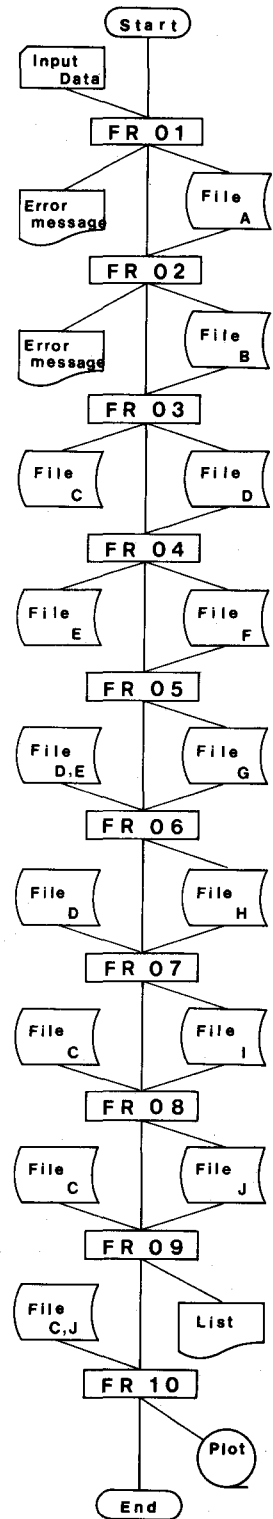 Start
Input
Data
FR 01
Error
message
File
A
FR 02
Error
message
File
B
FR 03
File
C
File
D
FR 04
File
E
File
F
FR 05
File
D,E
File
G
FR 06
File
D
File
H
FR 07
File
C
File
I
FR 08
File
C
File
J
FR 09
File
C,J
List
FR 10
Plot
End